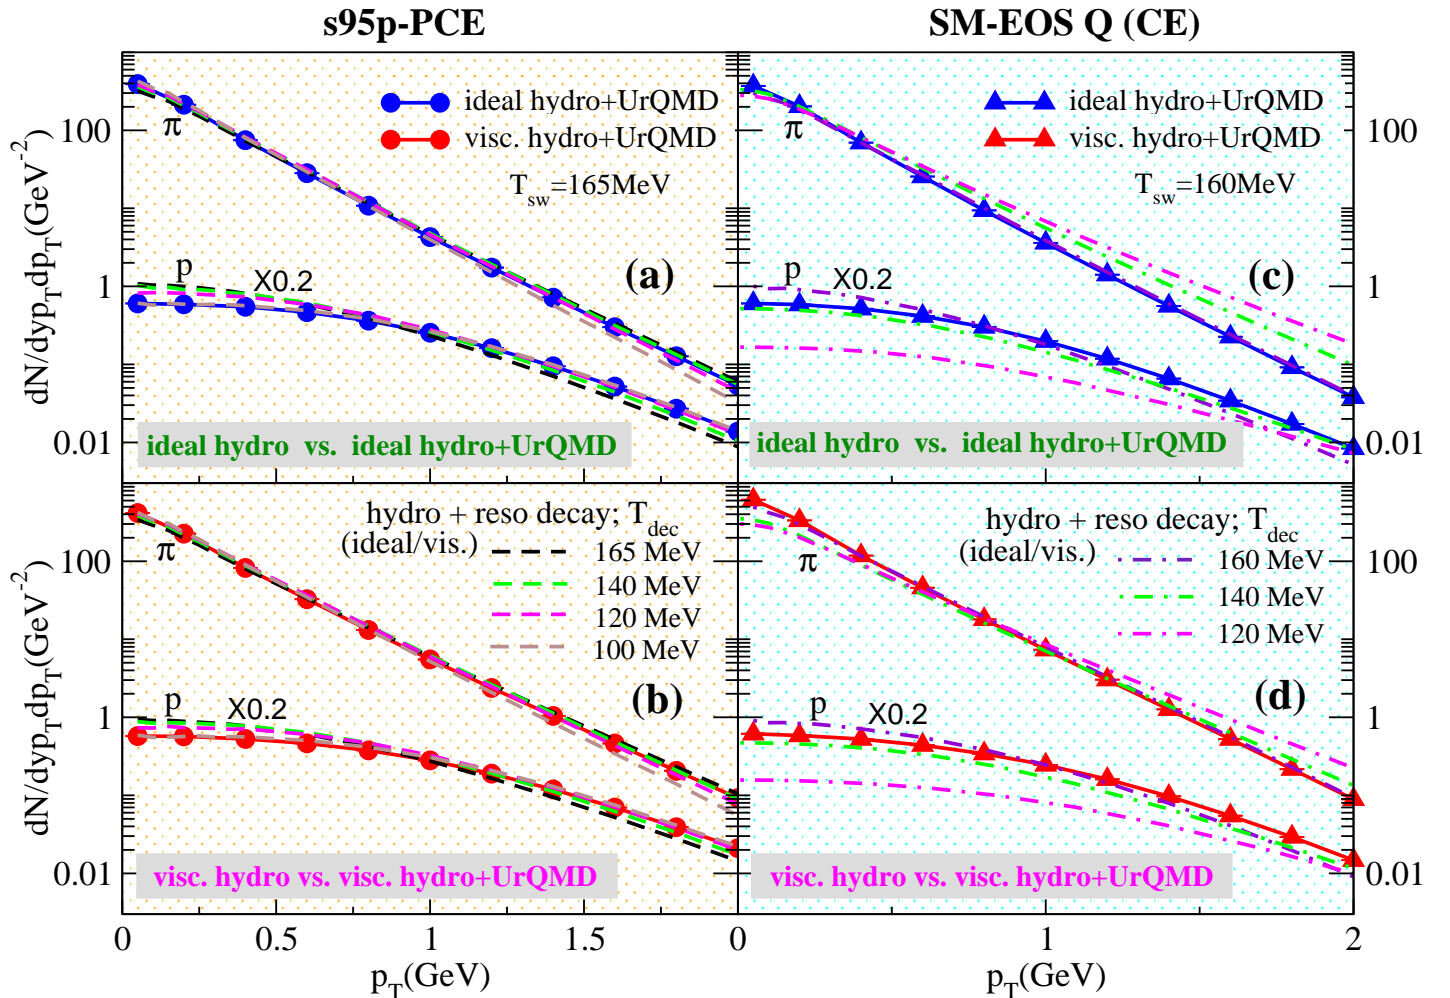 s95p-PCE
SM-EOS Q (CE)
dN/dyp_T dp_T(GeV^-2)
100
1
0.01
π
ideal hydro+UrQMD
visc. hydro+UrQMD
T_sw=165MeV
p
X0.2
(a)
ideal hydro vs. ideal hydro+UrQMD
π
ideal hydro+UrQMD
visc. hydro+UrQMD
T_sw=160MeV
p
X0.2
(c)
ideal hydro vs. ideal hydro+UrQMD
100
1
0.01
dN/dyp_T dp_T(GeV^-2)
100
1
0.01
hydro + reso decay; T_dec
(ideal/vis.)
π
165 MeV
140 MeV
120 MeV
100 MeV
p
X0.2
(b)
visc. hydro vs. visc. hydro+UrQMD
hydro + reso decay; T_dec
(ideal/vis.)
π
160 MeV
140 MeV
120 MeV
p
X0.2
(d)
visc. hydro vs. visc. hydro+UrQMD
100
1
0.01
0 0.5 1 1.5 0 1 2
p_T(GeV)
p_T(GeV)